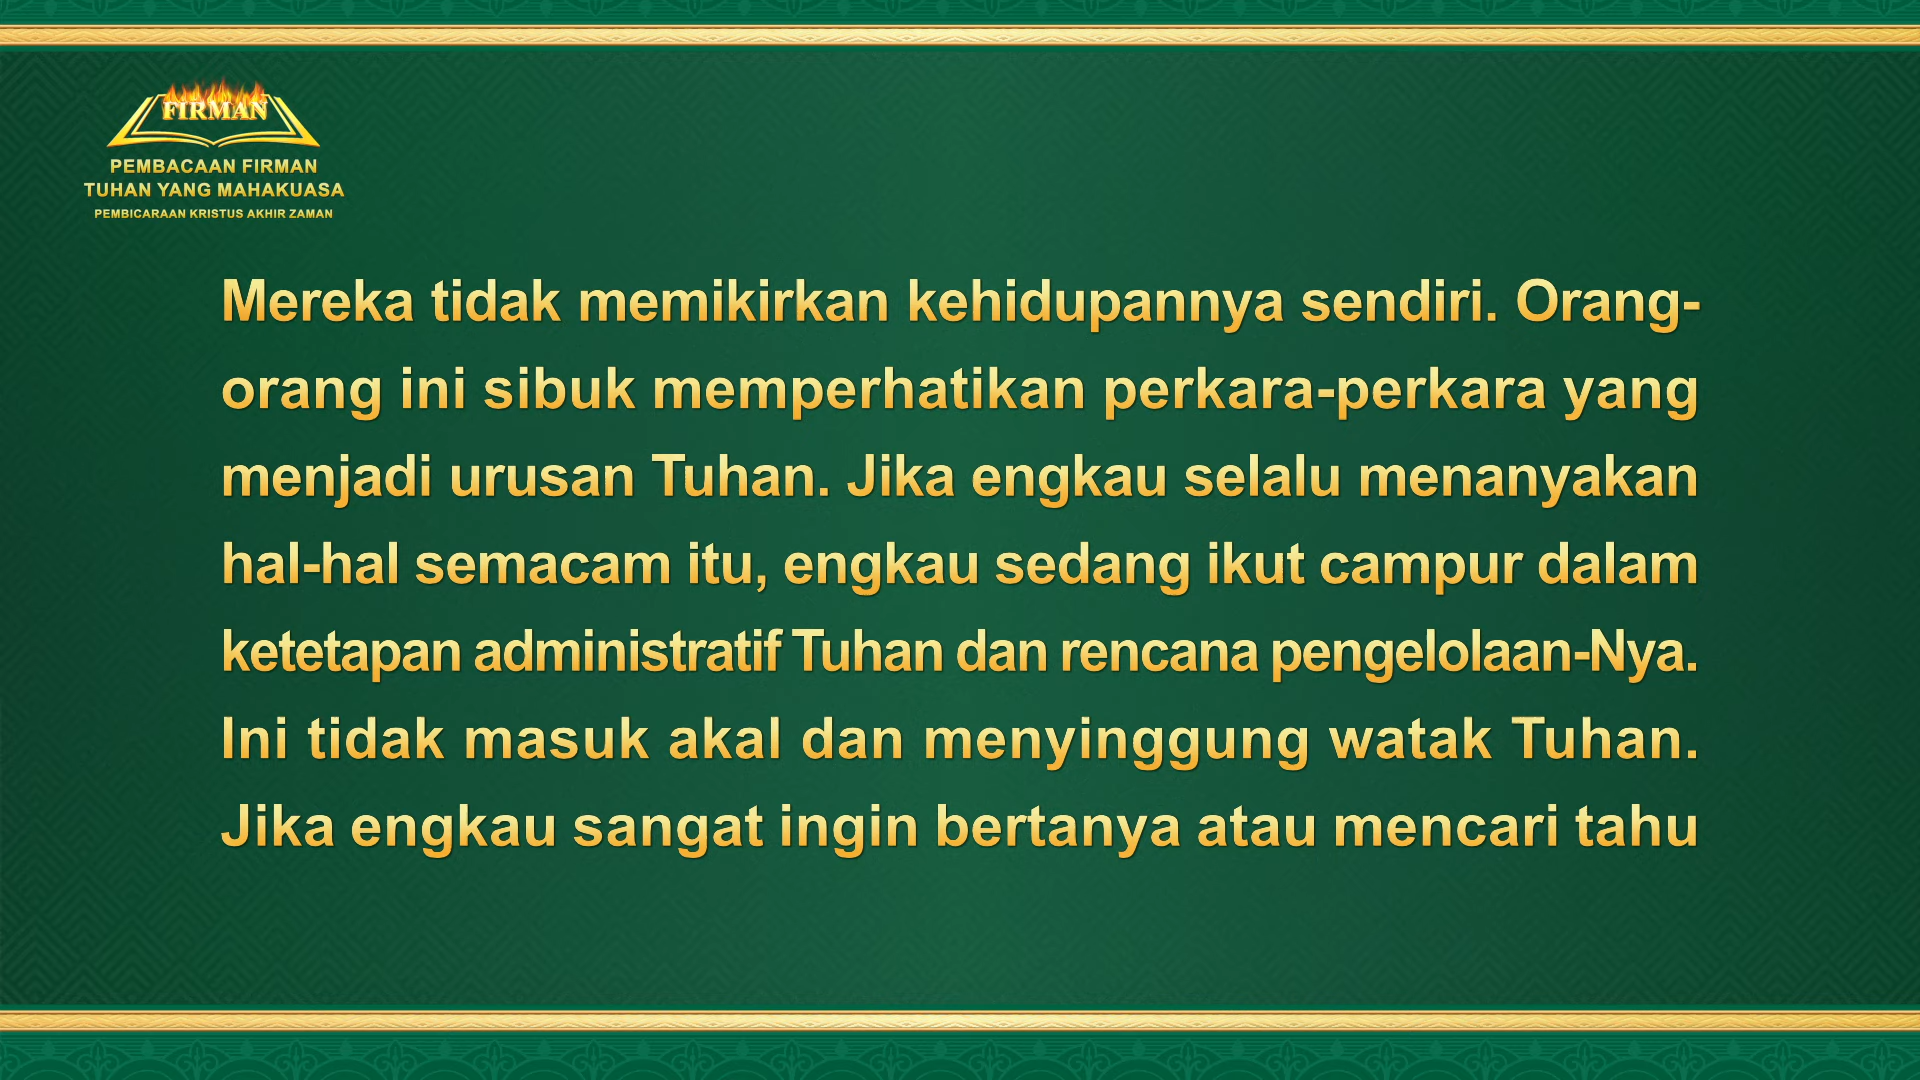 FIRMAN
PEMBACAAN FIRMAN
TUHAN YANG MAHAKUASA
PEMBICARAAN KRISTUS AKHIR ZAMAN
Mereka tidak memikirkan kehidupannya sendiri. Orang-
orang ini sibuk memperhatikan perkara-perkara yang
menjadi urusan Tuhan. Jika engkau selalu menanyakan
hal-hal semacam itu, engkau sedang ikut campur dalam
ketetapan administratif Tuhan dan rencana pengelolaan-Nya.
Ini tidak masuk akal dan menyinggung watak Tuhan.
Jika engkau sangat ingin bertanya atau mencari tahu